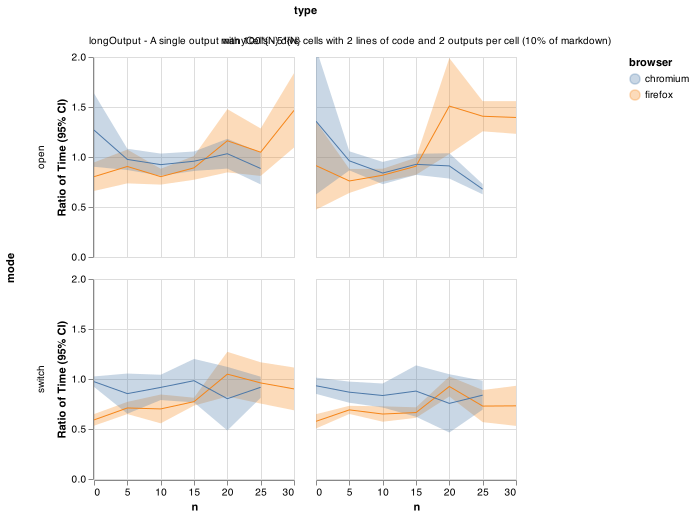 type
longOutput - A single output with 100*N
cells with 2 lines of code and 2 outputs per cell (10% of markdown)
browser
chromium
firefox
mode
open
Ratio of Time (95% CI)
2.0
1.5
1.0
0.5
0.0
switch
Ratio of Time (95% CI)
2.0
1.5
1.0
0.5
0.0
0 5 10 15 20 25 30
0 5 10 15 20 25 30
n
n